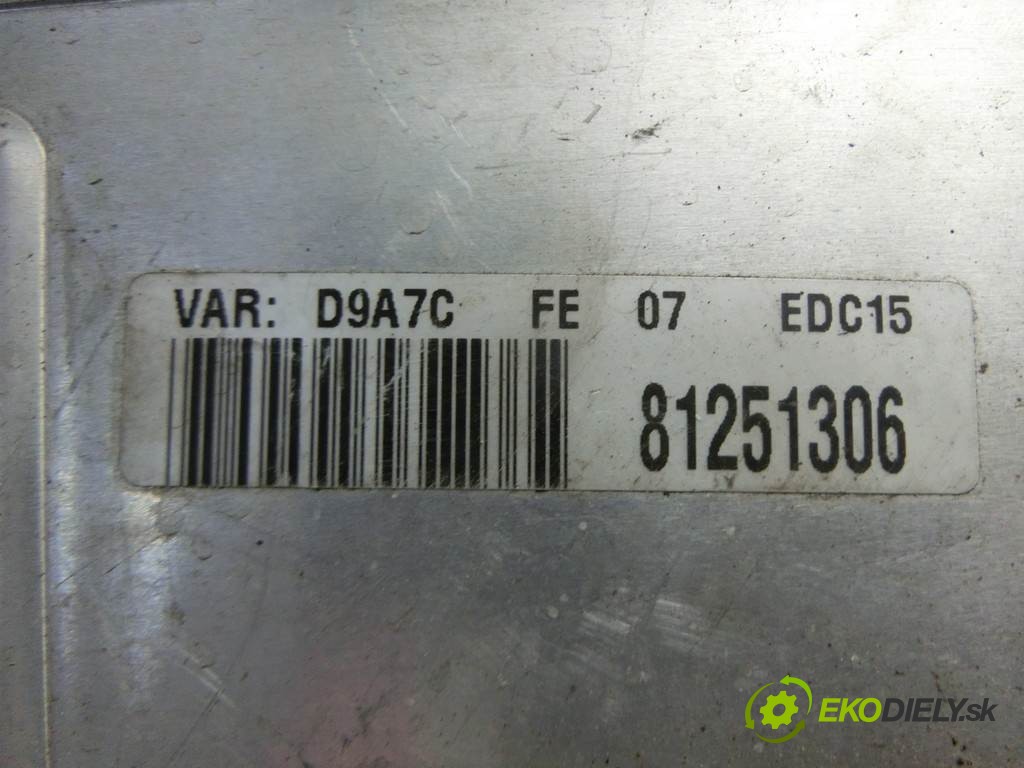 VAR: D9A7C FE 07 EDC15
81251306
EKODIELY.sk